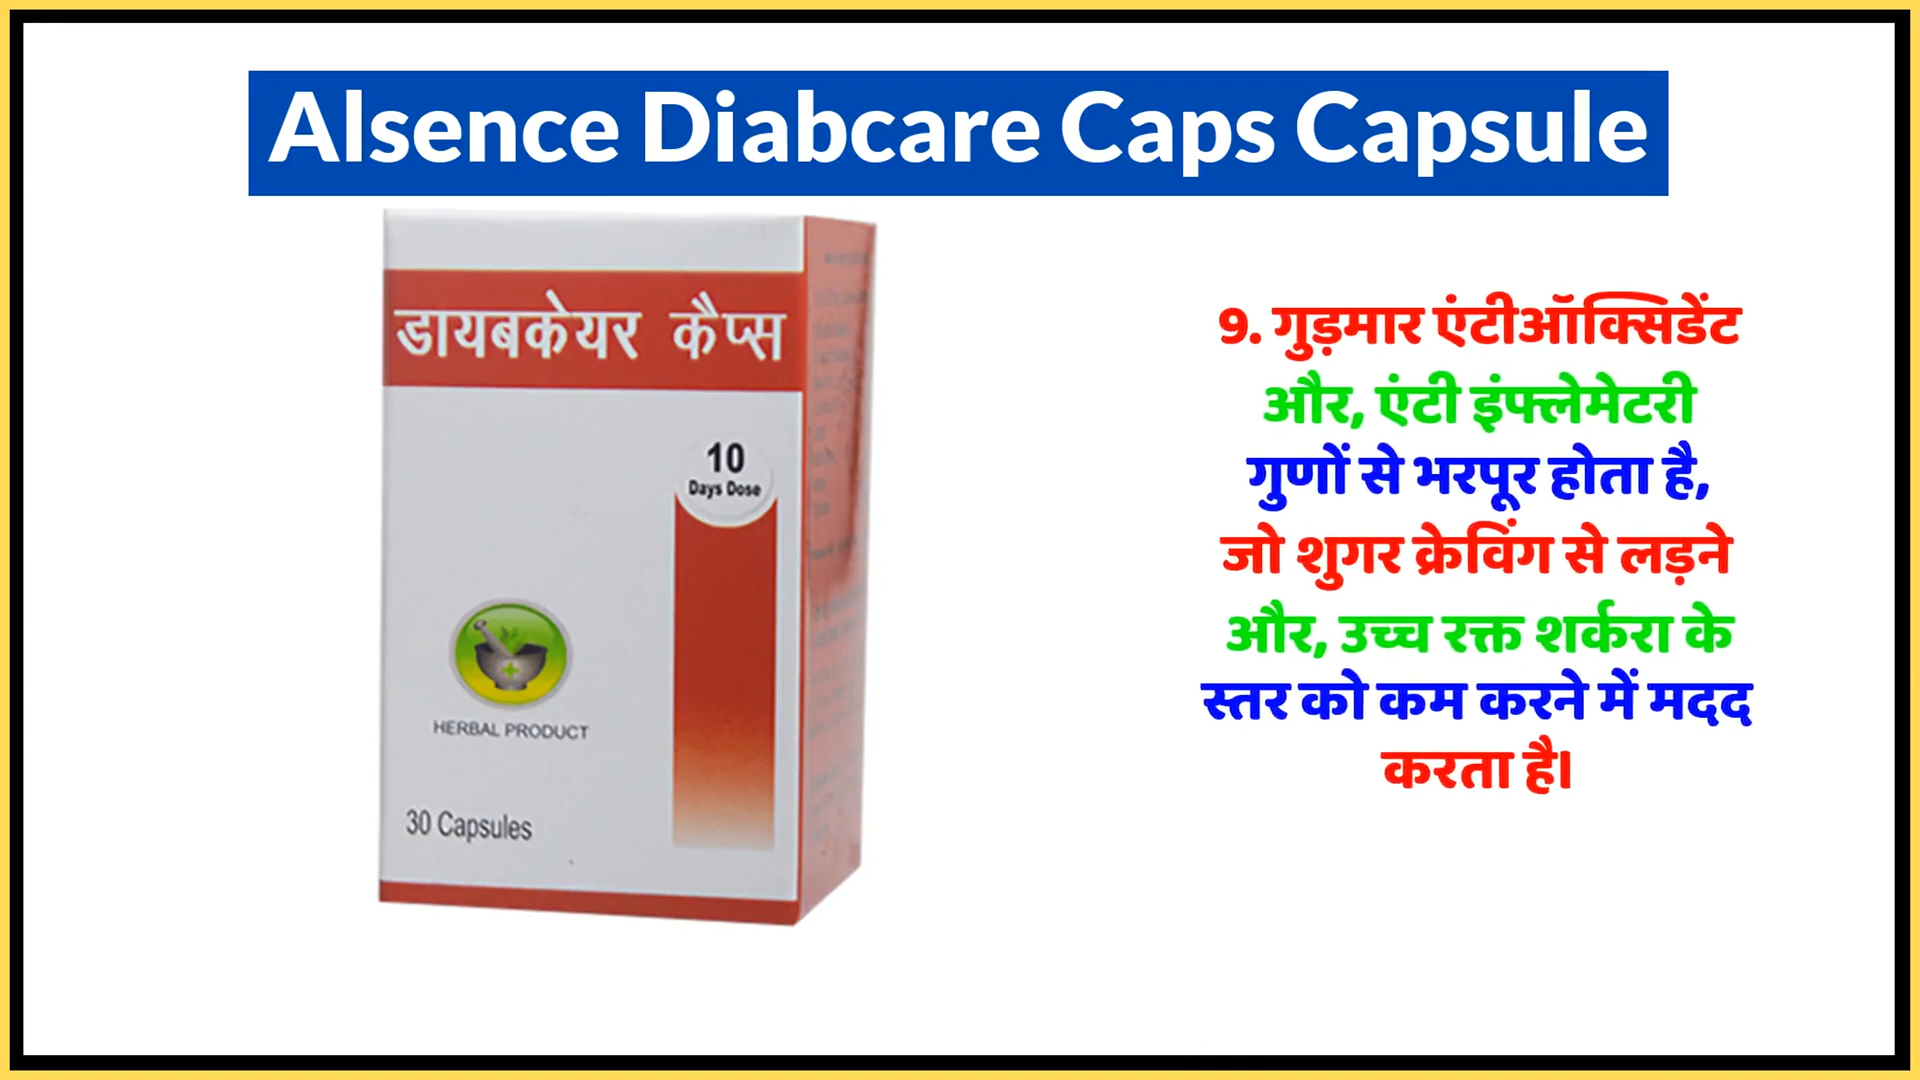 Alsence Diabcare Caps Capsule
डायबकेयर कैप्स
10
Days Dose
HERBAL PRODUCT
30 Capsules
9. गुड़मार एंटीऑक्सिडेंट
और, एंटी इंफ्लेमेटरी
गुणों से भरपूर होता है,
जो शुगर क्रेविंग से लड़ने
और, उच्च रक्त शर्करा के
स्तर को कम करने में मदद
करता है।